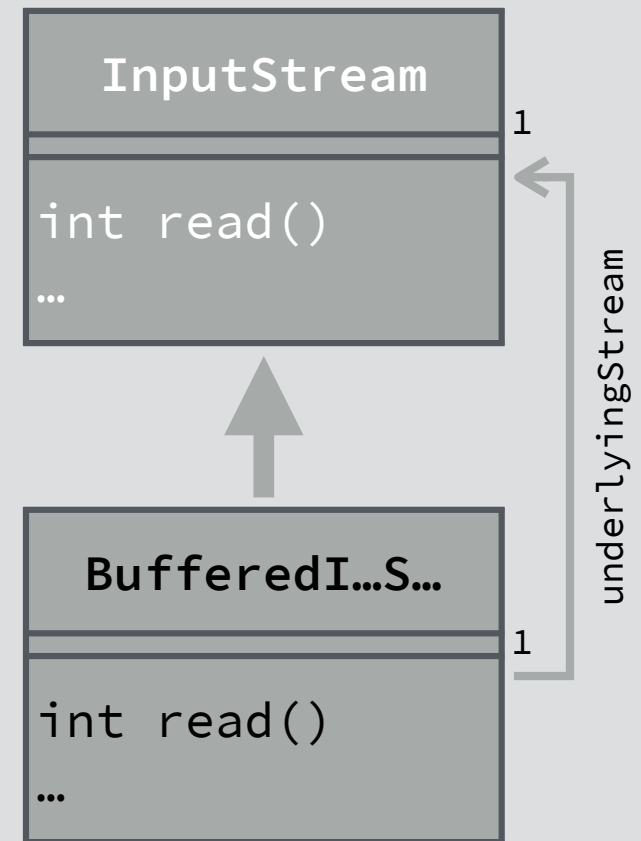 InputStream
1
int read()
…
underlyingStream
BufferedI…S…
1
int read()
…